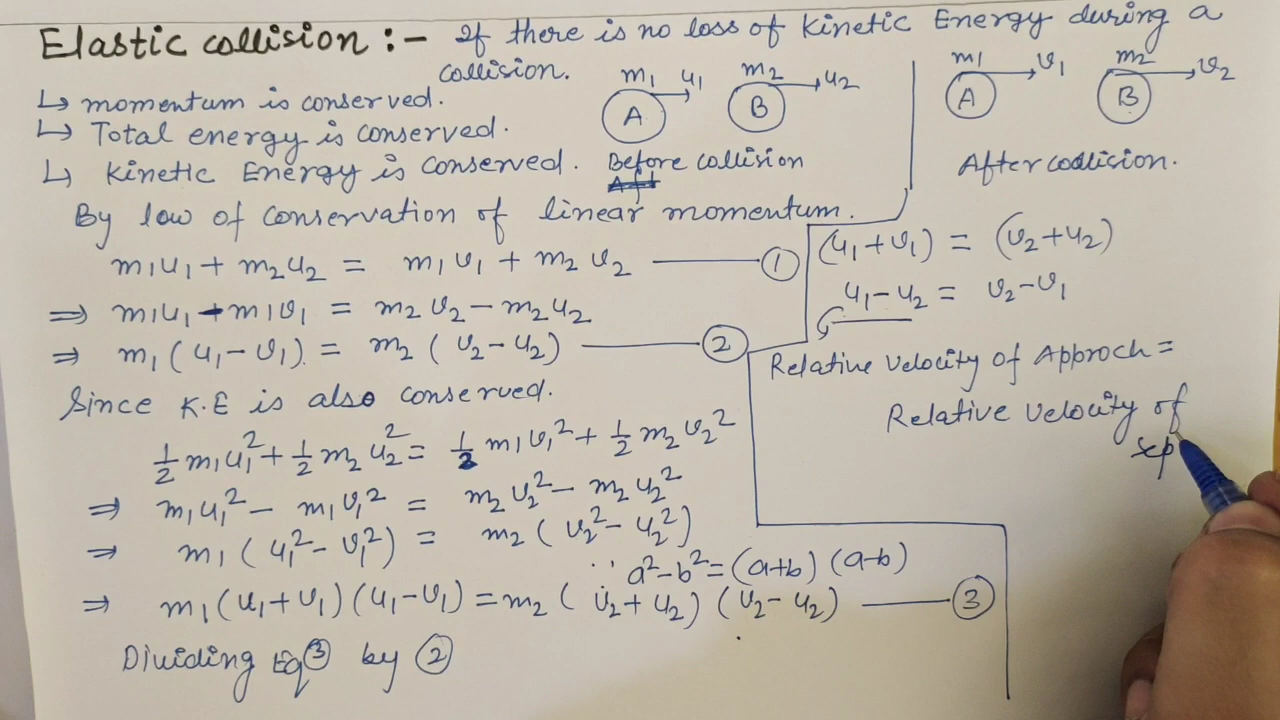 Elastic collision :- If there is no loss of Kinetic Energy during a
collision.
↳ momentum is conserved.
↳ Total energy is conserved.
↳ Kinetic Energy is conserved.
m₁ u₁ m₂ u₂
A B
Before collision
m₁ v₁ m₂ v₂
A B
After collision.
By law of conservation of linear momentum.
m₁u₁ + m₂u₂ = m₁v₁ + m₂v₂ — ①
⇒ m₁u₁ - m₁v₁ = m₂v₂ - m₂u₂
⇒ m₁(u₁ - v₁) = m₂(v₂ - u₂) — ②
Since K.E is also conserved.
½ m₁u₁² + ½ m₂u₂² = ½ m₁v₁² + ½ m₂v₂²
⇒ m₁u₁² - m₁v₁² = m₂v₂² - m₂u₂²
⇒ m₁(u₁² - v₁²) = m₂(v₂² - u₂²)
∵ a² - b² = (a+b)(a-b)
⇒ m₁(u₁ + v₁)(u₁ - v₁) = m₂(v₂ + u₂)(v₂ - u₂) — ③
Dividing Eq ③ by ②
(u₁ + v₁) = (v₂ + u₂)
u₁ - u₂ = v₂ - v₁
Relative velocity of Approch =
Relative velocity of
sep